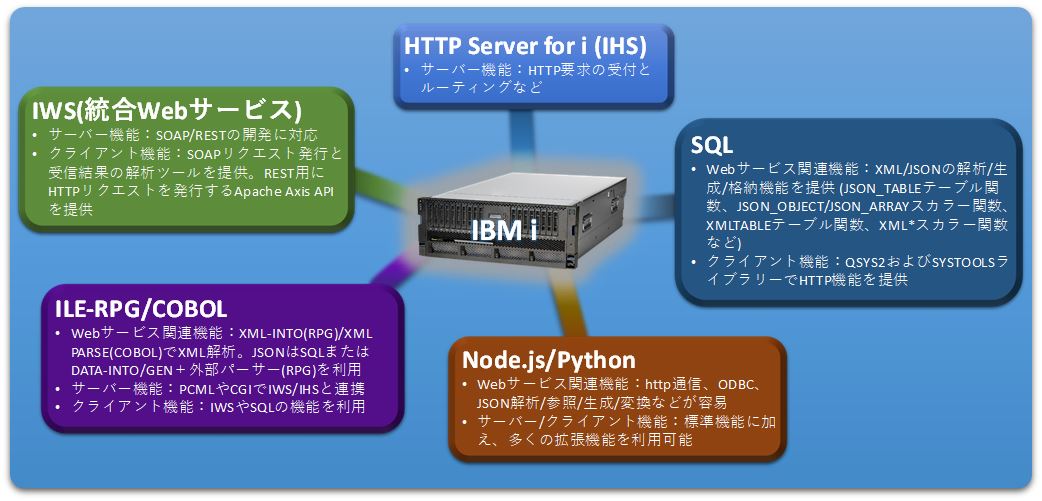 HTTP Server for i (IHS)
• サーバー機能：HTTP要求の受付と
ルーティングなど
IWS(統合Webサービス)
• サーバー機能：SOAP/RESTの開発に対応
• クライアント機能：SOAPリクエスト発行と
受信結果の解析ツールを提供。REST用に
HTTPリクエストを発行するApache Axis API
を提供
SQL
• Webサービス関連機能：XML/JSONの解析/生
成/格納機能を提供 (JSON_TABLEテーブル関
数、JSON_OBJECT/JSON_ARRAYスカラー関数、
XMLTABLEテーブル関数、XML*スカラー関数
など)
• クライアント機能：QSYS2およびSYSTOOLSラ
イブラリーでHTTP機能を提供
IBM i
ILE-RPG/COBOL
• Webサービス関連機能：XML-INTO(RPG)/XML
PARSE(COBOL)でXML解析。JSONはSQLまたは
DATA-INTO/GEN＋外部パーサー(RPG)を利用
• サーバー機能：PCMLやCGIでIWS/IHSと連携
• クライアント機能：IWSやSQLの機能を利用
Node.js/Python
• Webサービス関連機能：http通信、ODBC、
JSON解析/参照/生成/変換などが容易
• サーバー/クライアント機能：標準機能に加
え、多くの拡張機能を利用可能